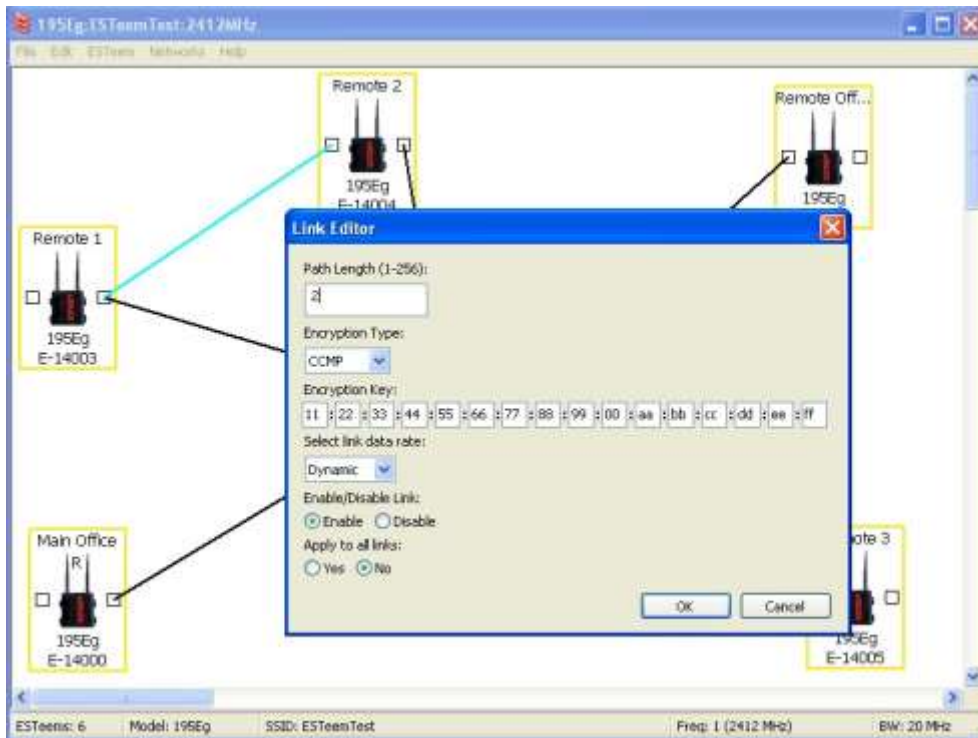 195Eg:ESTeemTest:2412MHz
File Edit ESTeems Networks Help
Remote 2
195Eg
E-14004
Remote Off...
195Eg
Remote 1
195Eg
E-14003
Link Editor
Path Length (1-256):
2
Encryption Type:
CCMP
Encryption Key:
11 : 22 : 33 : 44 : 55 : 66 : 77 : 88 : 99 : 00 : aa : bb : cc : dd : ee : ff
Select link data rate:
Dynamic
Enable/Disable Link:
Enable Disable
Apply to all links:
Yes No
OK Cancel
Main Office
R
195Eg
E-14000
ote 3
195Eg
E-14005
ESTeems: 6 Model: 195Eg SSID: ESTeemTest Freq: 1 (2412 MHz) BW: 20 MHz